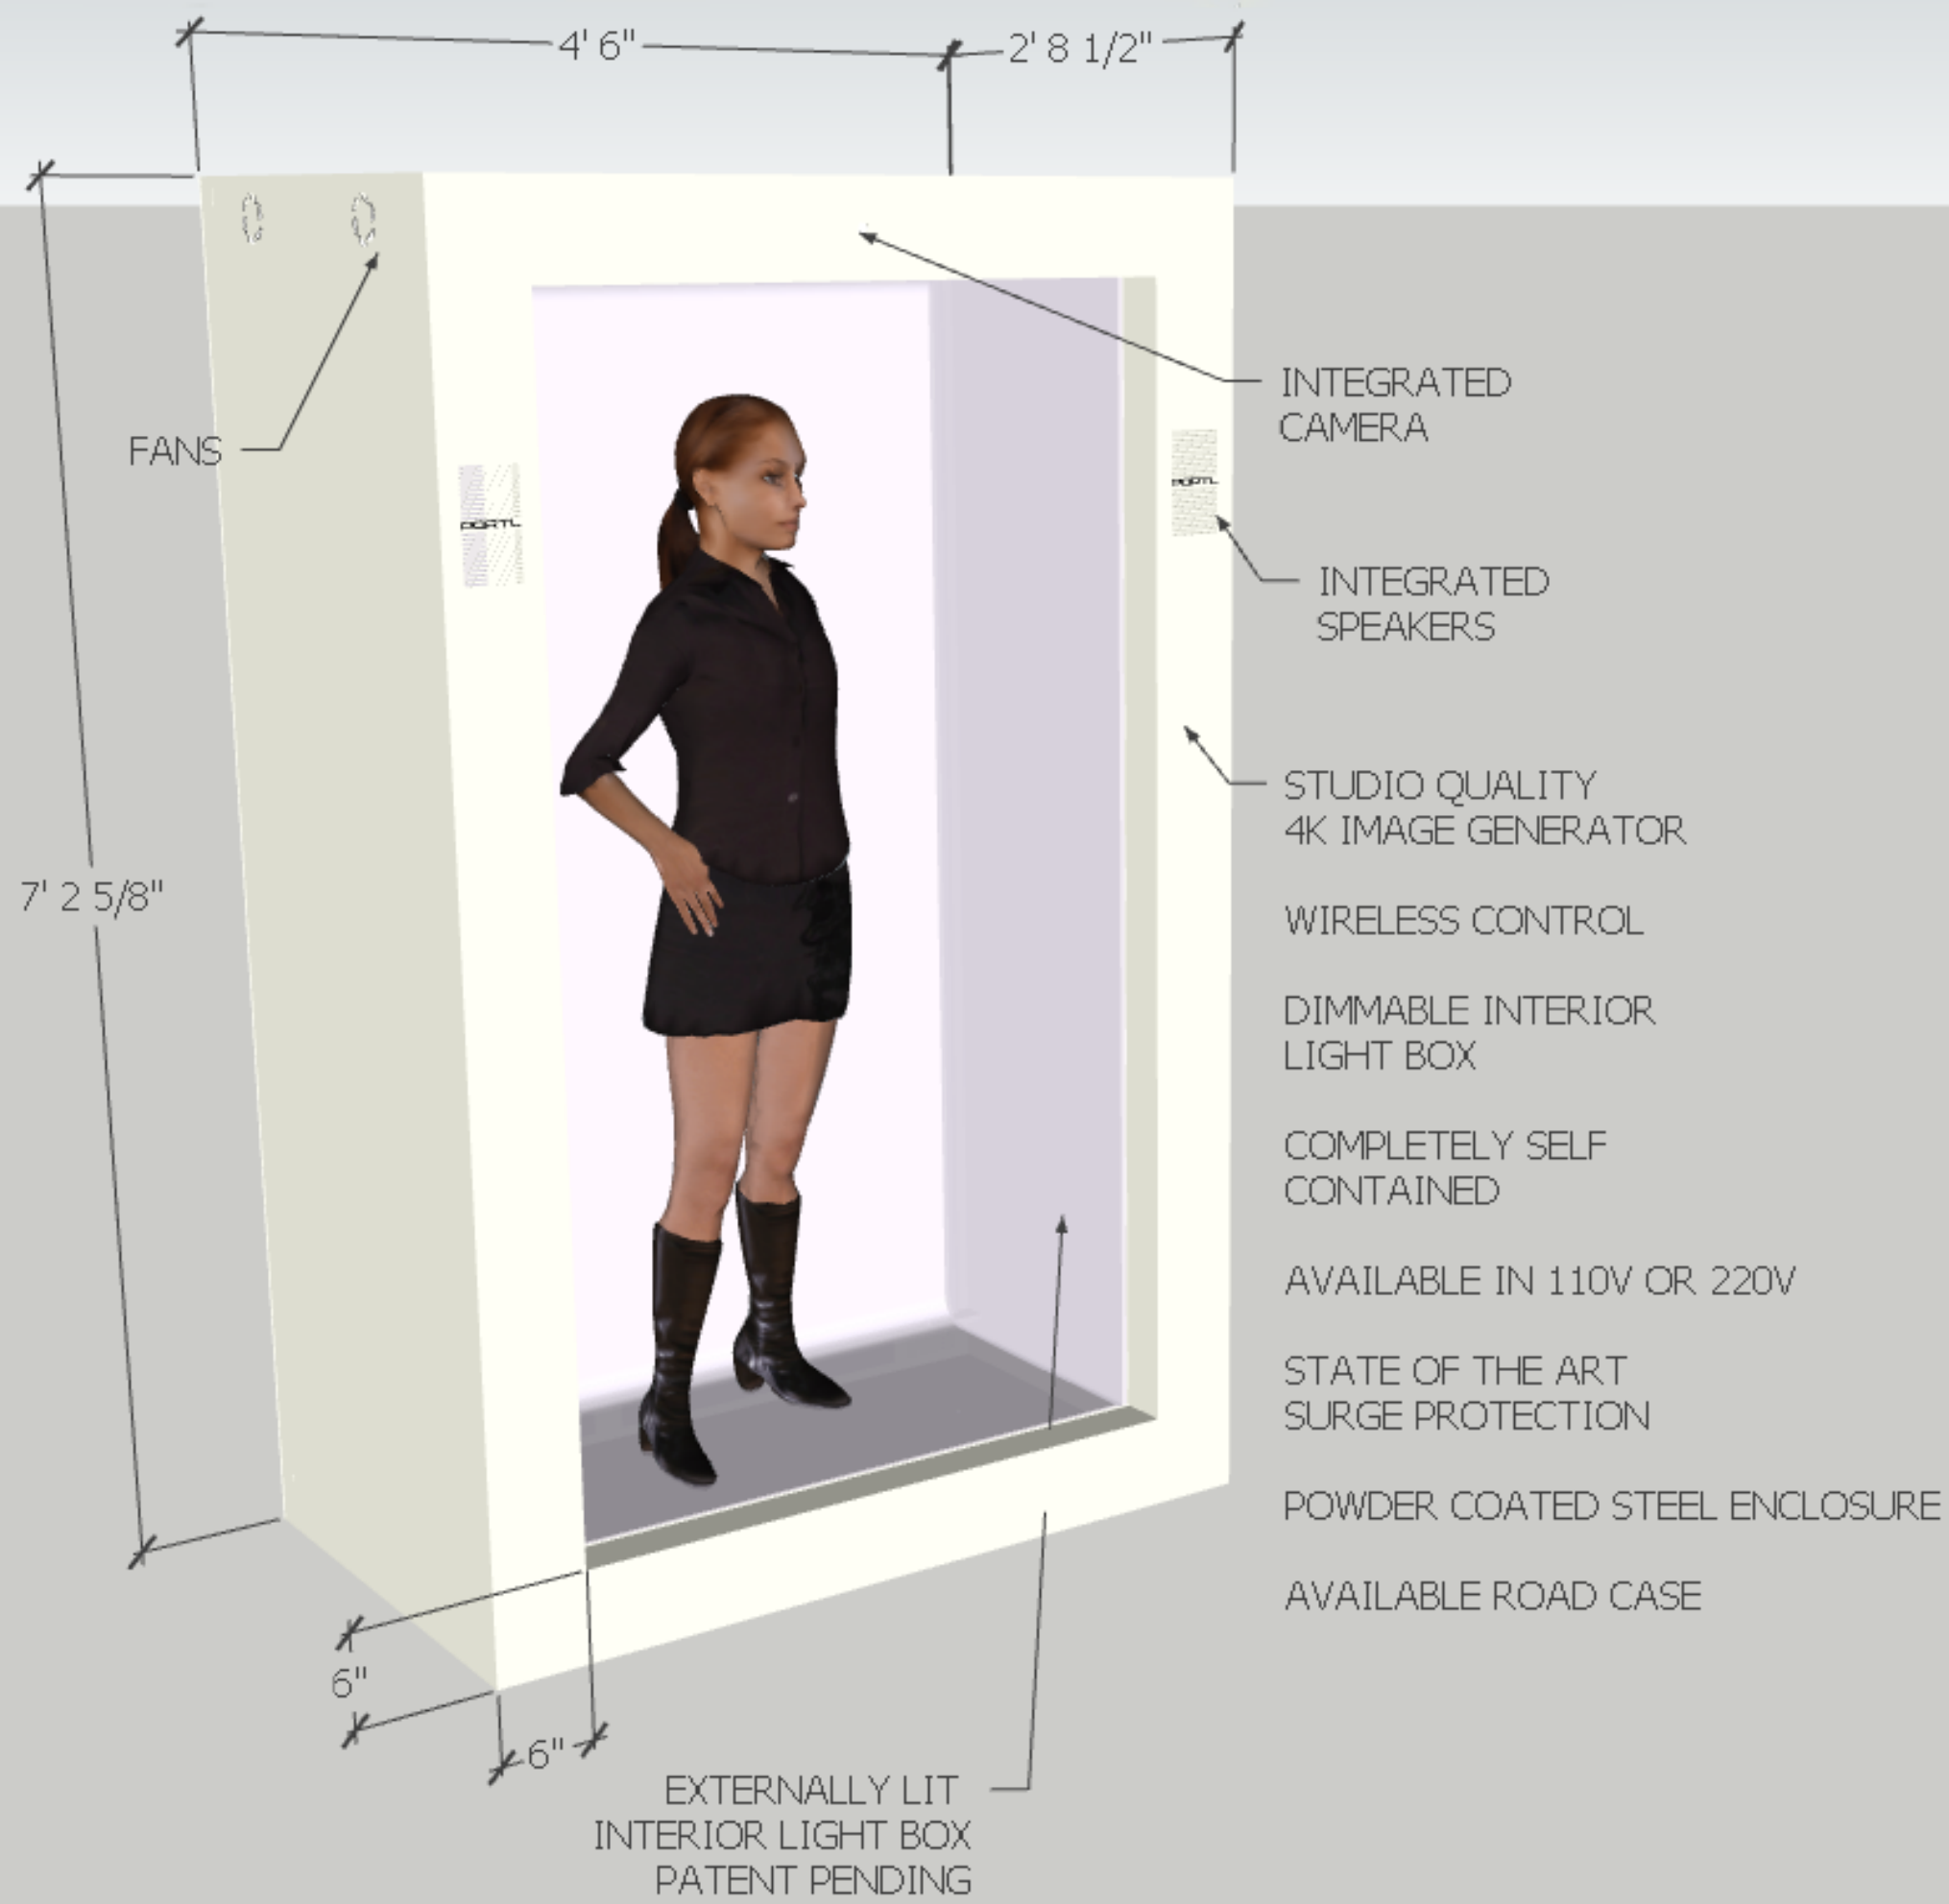 4' 6"
2' 8 1/2"
FANS
INTEGRATED
CAMERA
PORTL
PORTL
INTEGRATED
SPEAKERS
STUDIO QUALITY
4K IMAGE GENERATOR
7' 2 5/8"
WIRELESS CONTROL
DIMMABLE INTERIOR
LIGHT BOX
COMPLETELY SELF
CONTAINED
AVAILABLE IN 110V OR 220V
STATE OF THE ART
SURGE PROTECTION
POWDER COATED STEEL ENCLOSURE
AVAILABLE ROAD CASE
6"
6"
EXTERNALLY LIT
INTERIOR LIGHT BOX
PATENT PENDING